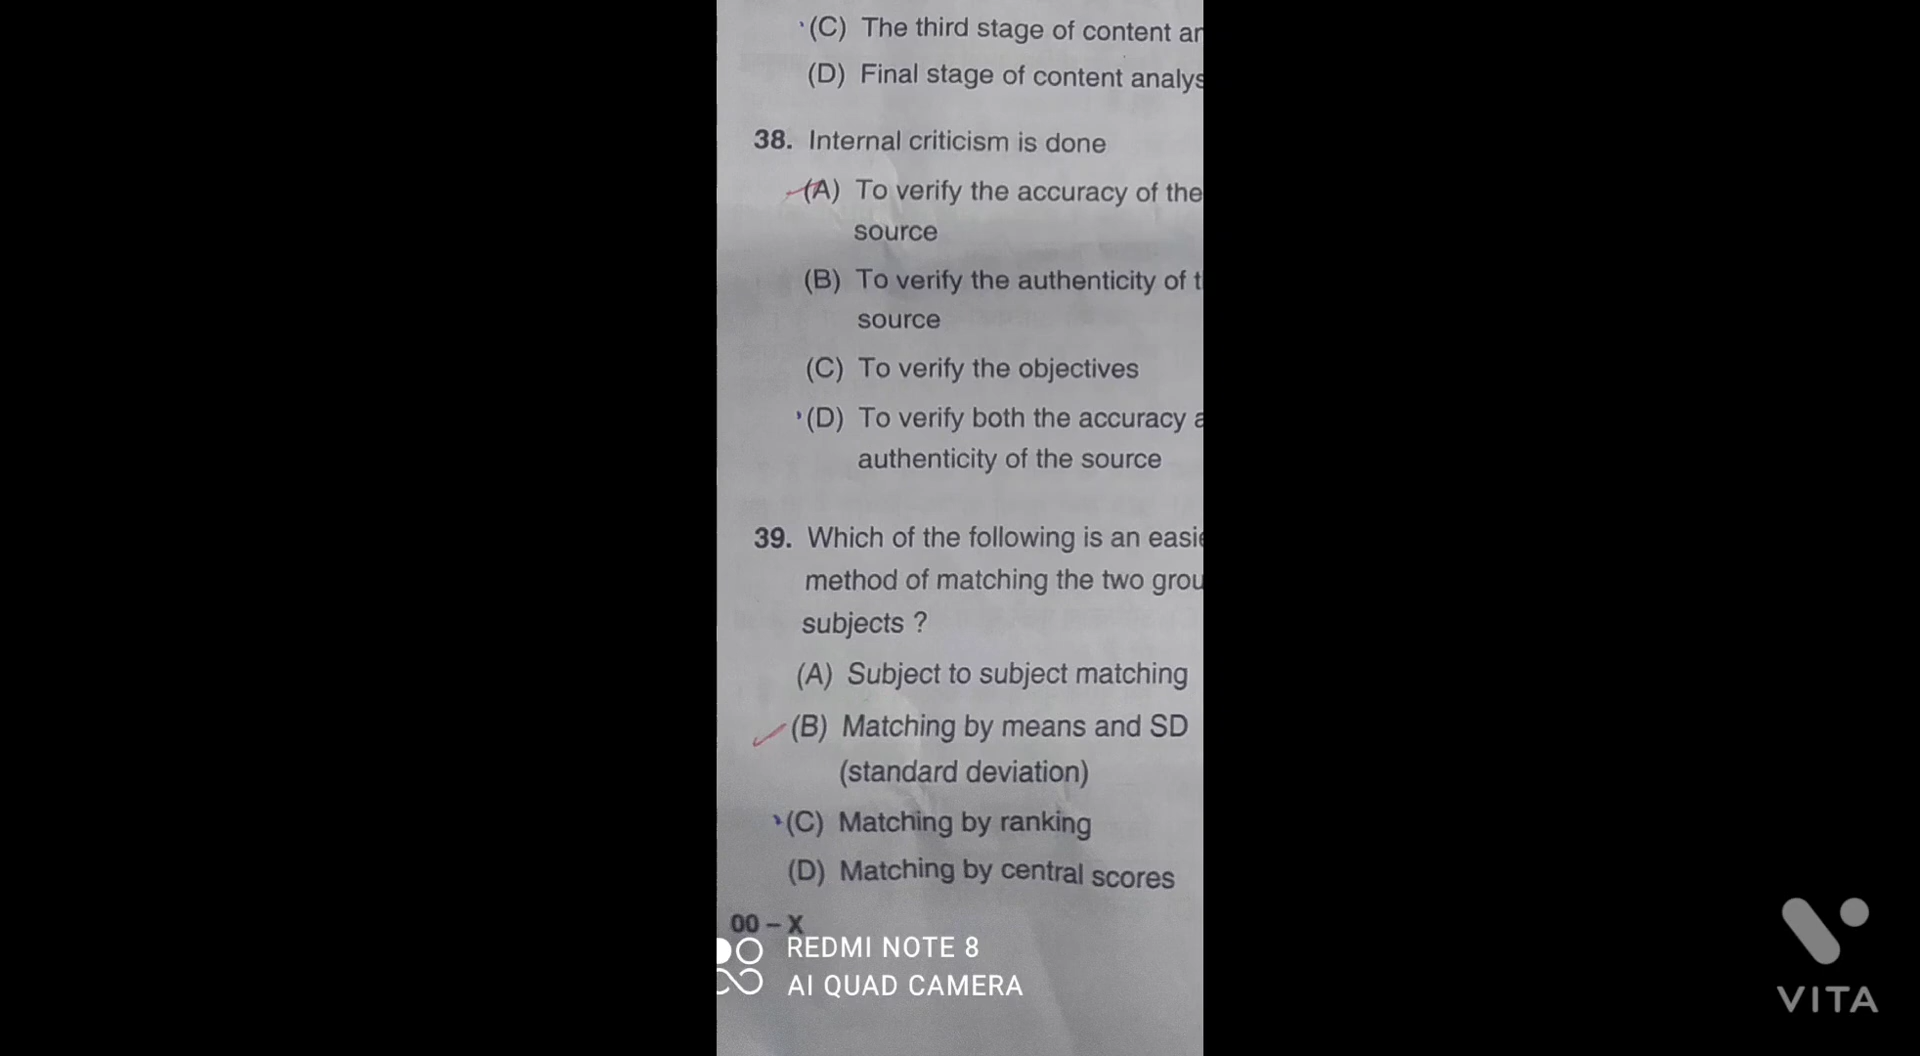 (C) The third stage of content
(D) Final stage of content
38. Internal criticism is done
(A) To verify the accuracy of the
source
(B) To verify the authenticity of
source
(C) To verify the objectives
(D) To verify both the accuracy
authenticity of the source
39. Which of the following is an
method of matching the two
subjects ?
(A) Subject to subject matching
(B) Matching by means and SD
(standard deviation)
(C) Matching by ranking
(D) Matching by central scores
00 – X
REDMI NOTE 8
AI QUAD CAMERA
VITA